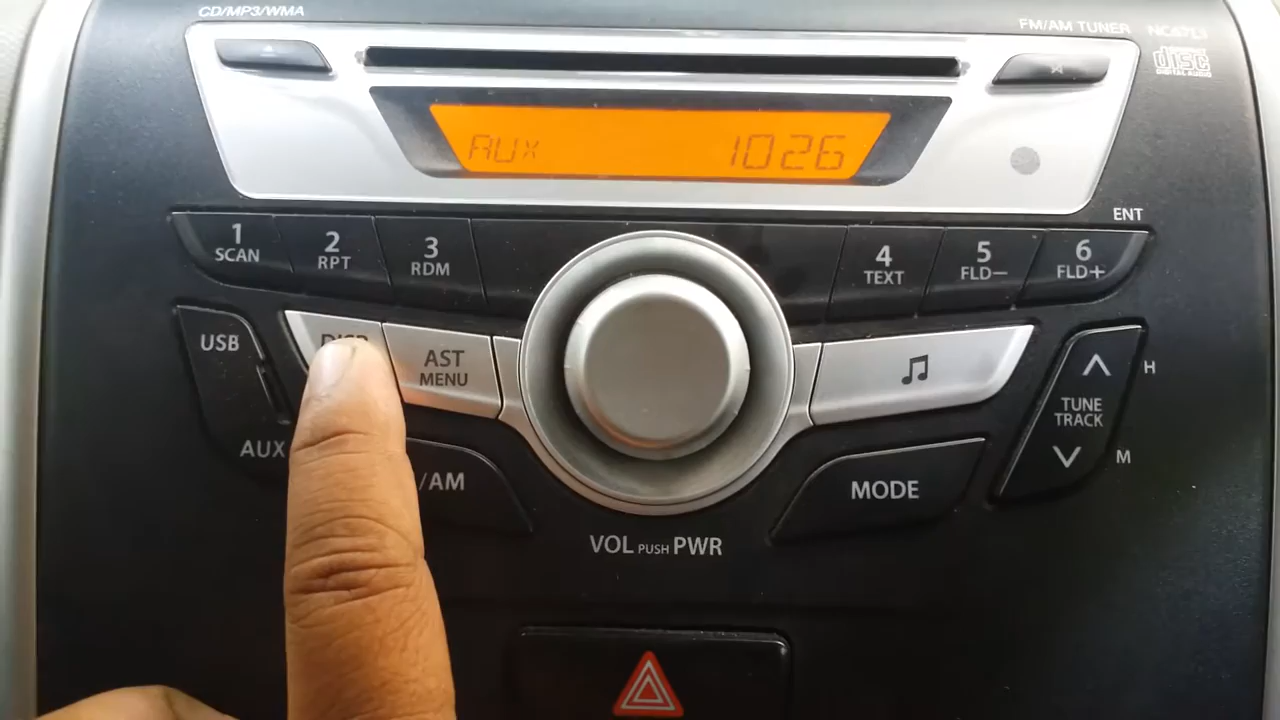 CD/MP3/WMA
FM/AM TUNER
disc
DIGITAL AUDIO
AUX 1026
ENT
1
SCAN
2
RPT
3
RDM
4
TEXT
5
FLD−
6
FLD+
USB
DISP
AST
MENU
H
TUNE
TRACK
M
AUX
/AM
MODE
VOL PUSH PWR